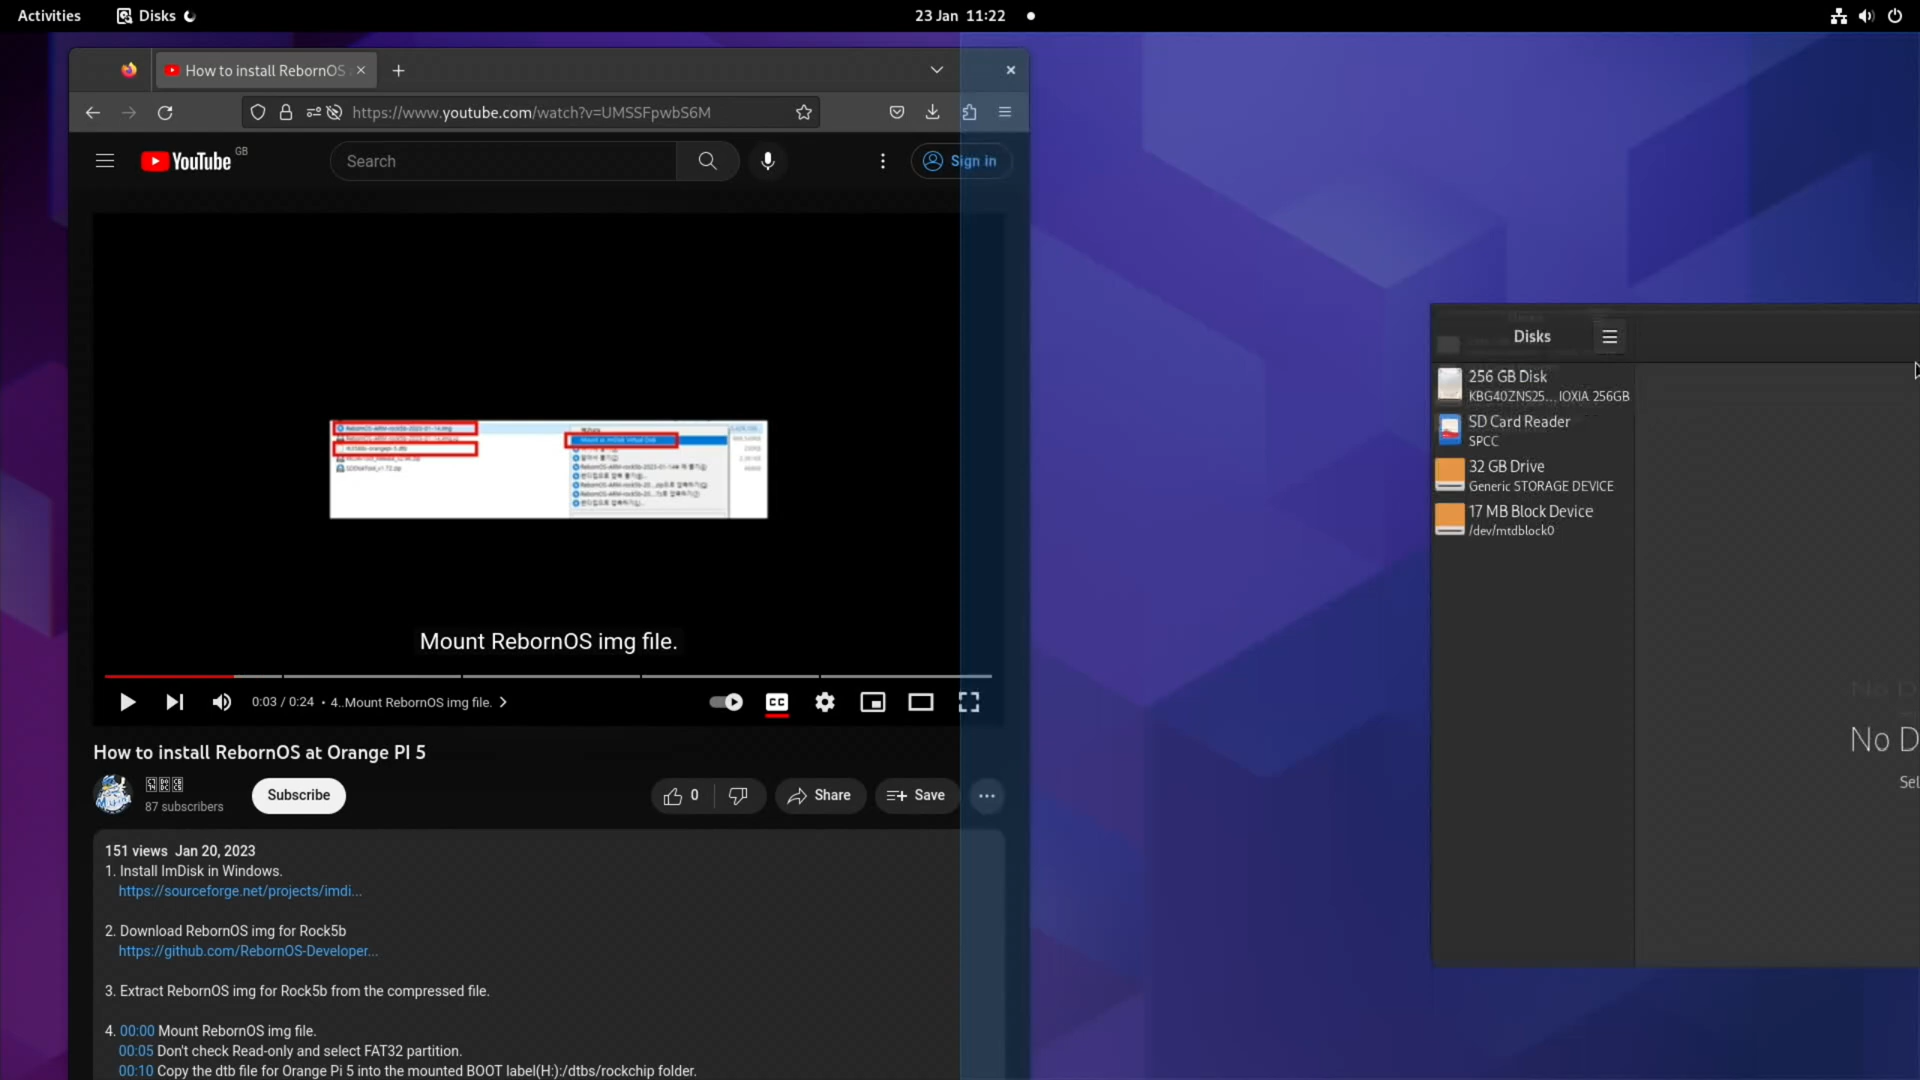 Activities
Disks
23 Jan 11:22
How to install RebornOS
https://www.youtube.com/watch?v=UMSSFpwbS6M
YouTube GB
Search
Sign in
Mount RebornOS img file.
0:03 / 0:24 • 4..Mount RebornOS img file.
CC
How to install RebornOS at Orange PI 5
87 subscribers
Subscribe
0
Share
Save
151 views Jan 20, 2023
1. Install ImDisk in Windows.
https://sourceforge.net/projects/imdi...
2. Download RebornOS img for Rock5b
https://github.com/RebornOS-Developer...
3. Extract RebornOS img for Rock5b from the compressed file.
4. 00:00 Mount RebornOS img file.
00:05 Don't check Read-only and select FAT32 partition.
00:10 Copy the dtb file for Orange Pi 5 into the mounted BOOT label(H:):/dtbs/rockchip folder.
Disks
256 GB Disk
KBG40ZNS25... IOXIA 256GB
SD Card Reader
SPCC
32 GB Drive
Generic STORAGE DEVICE
17 MB Block Device
/dev/mtdblock0
No D
Sel